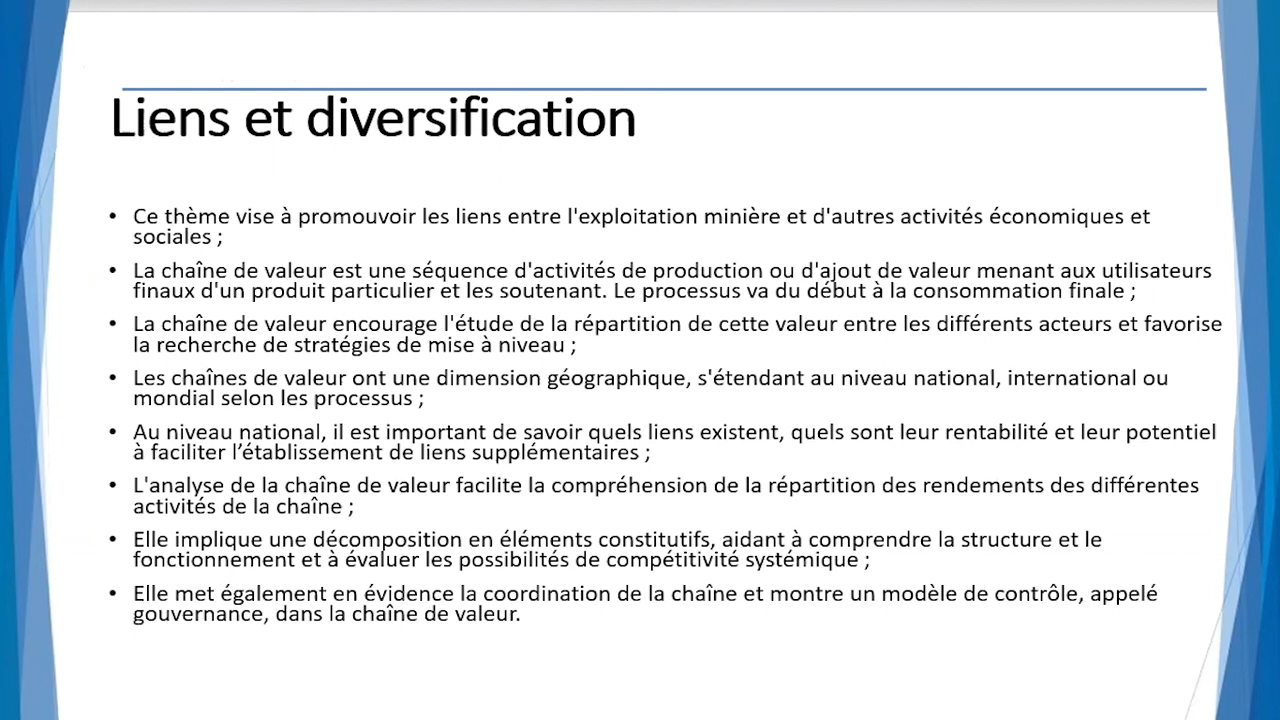 Liens et diversification
• Ce thème vise à promouvoir les liens entre l'exploitation minière et d'autres activités économiques et
sociales ;
• La chaîne de valeur est une séquence d'activités de production ou d'ajout de valeur menant aux utilisateurs
finaux d'un produit particulier et les soutenant. Le processus va du début à la consommation finale ;
• La chaîne de valeur encourage l'étude de la répartition de cette valeur entre les différents acteurs et favorise
la recherche de stratégies de mise à niveau ;
• Les chaînes de valeur ont une dimension géographique, s'étendant au niveau national, international ou
mondial selon les processus ;
• Au niveau national, il est important de savoir quels liens existent, quels sont leur rentabilité et leur potentiel
à faciliter l’établissement de liens supplémentaires ;
• L'analyse de la chaîne de valeur facilite la compréhension de la répartition des rendements des différentes
activités de la chaîne ;
• Elle implique une décomposition en éléments constitutifs, aidant à comprendre la structure et le
fonctionnement et à évaluer les possibilités de compétitivité systémique ;
• Elle met également en évidence la coordination de la chaîne et montre un modèle de contrôle, appelé
gouvernance, dans la chaîne de valeur.